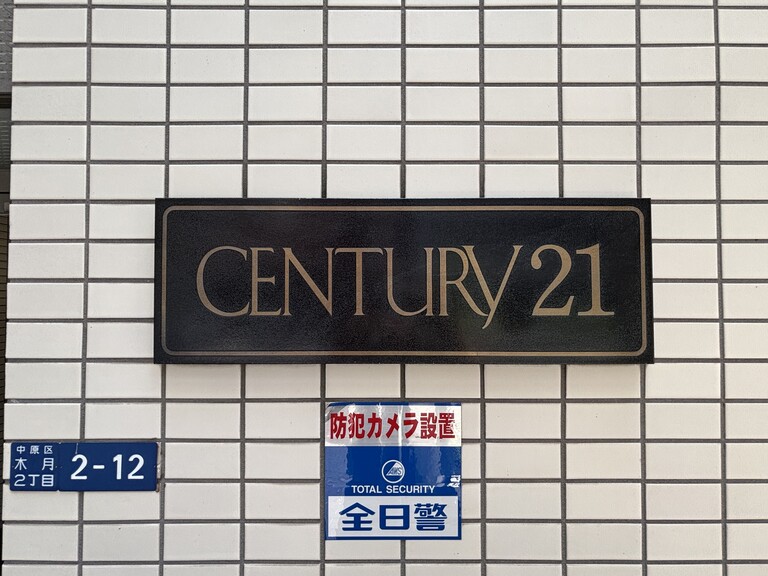 CENTURY 21
防犯カメラ設置
TOTAL SECURITY
全日警
中原区
木月
2丁目
2-12